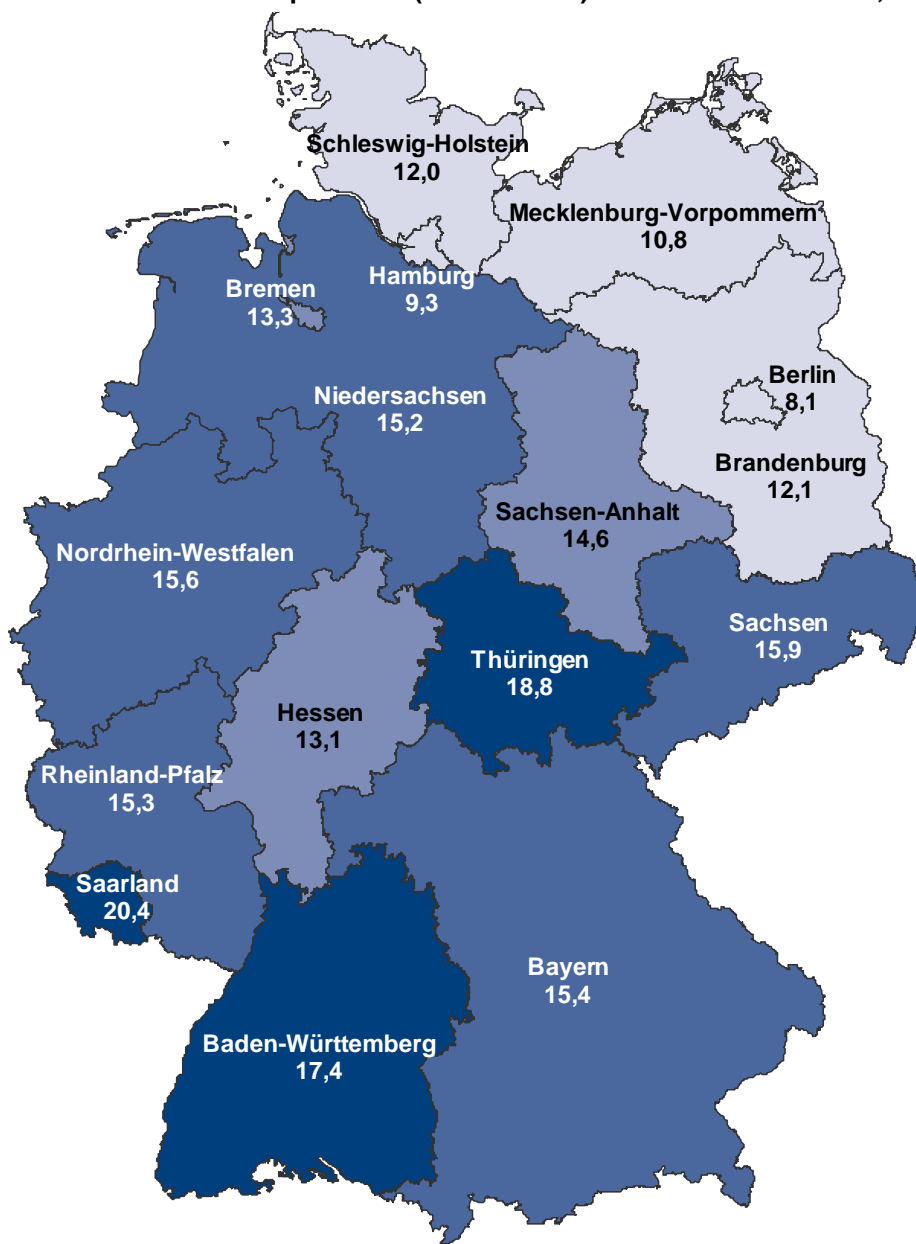 Schleswig-Holstein
12,0
Mecklenburg-Vorpommern
10,8
Hamburg
9,3
Bremen
13,3
Niedersachsen
15,2
Berlin
8,1
Brandenburg
12,1
Sachsen-Anhalt
14,6
Nordrhein-Westfalen
15,6
Sachsen
15,9
Thüringen
18,8
Hessen
13,1
Rheinland-Pfalz
15,3
Saarland
20,4
Bayern
15,4
Baden-Württemberg
17,4